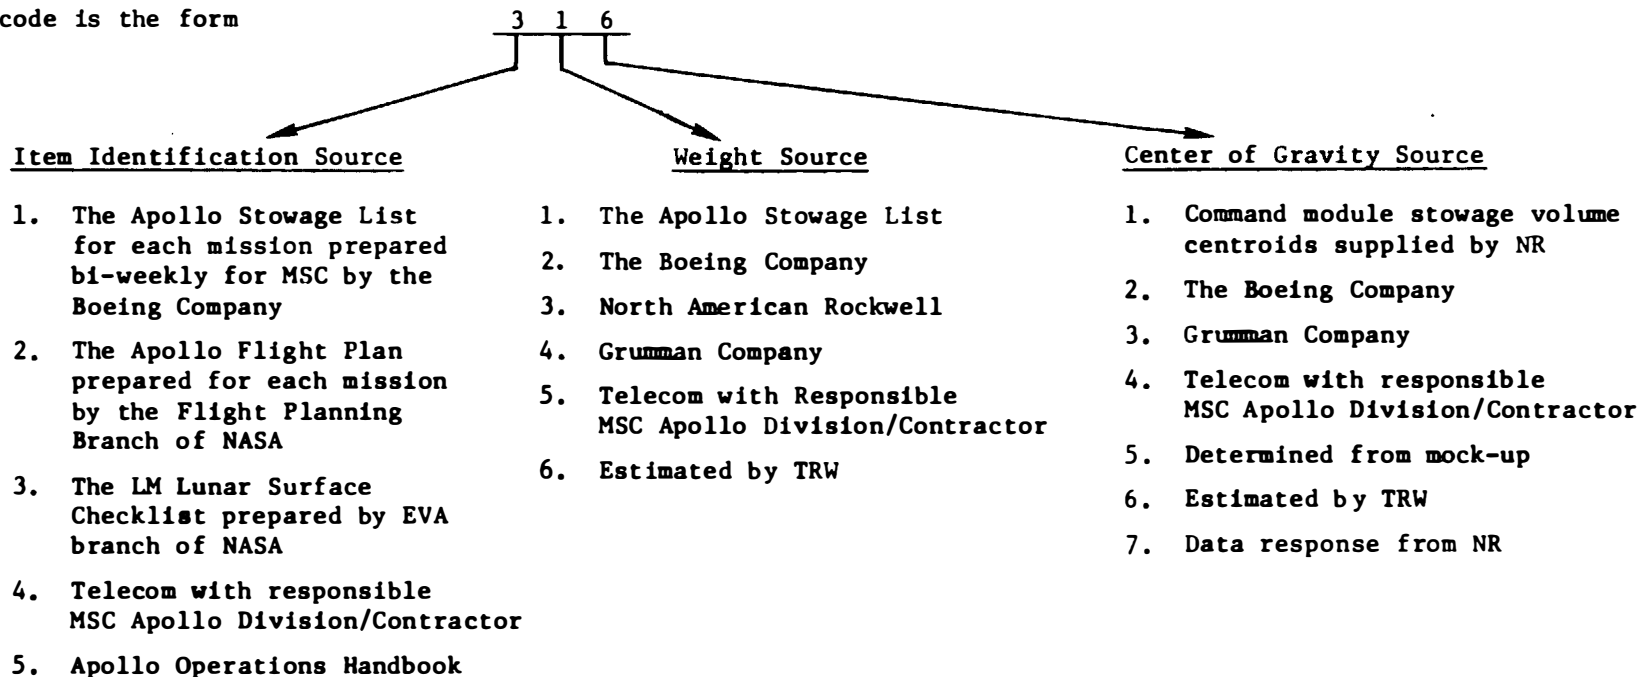 code is the form
3 1 6
Item Identification Source
1. The Apollo Stowage List
for each mission prepared
bi-weekly for MSC by the
Boeing Company
2. The Apollo Flight Plan
prepared for each mission
by the Flight Planning
Branch of NASA
3. The LM Lunar Surface
Checklist prepared by EVA
branch of NASA
4. Telecom with responsible
MSC Apollo Division/Contractor
5. Apollo Operations Handbook
Weight Source
1. The Apollo Stowage List
2. The Boeing Company
3. North American Rockwell
4. Grumman Company
5. Telecom with Responsible
MSC Apollo Division/Contractor
6. Estimated by TRW
Center of Gravity Source
1. Command module stowage volume
centroids supplied by NR
2. The Boeing Company
3. Grumman Company
4. Telecom with responsible
MSC Apollo Division/Contractor
5. Determined from mock-up
6. Estimated by TRW
7. Data response from NR